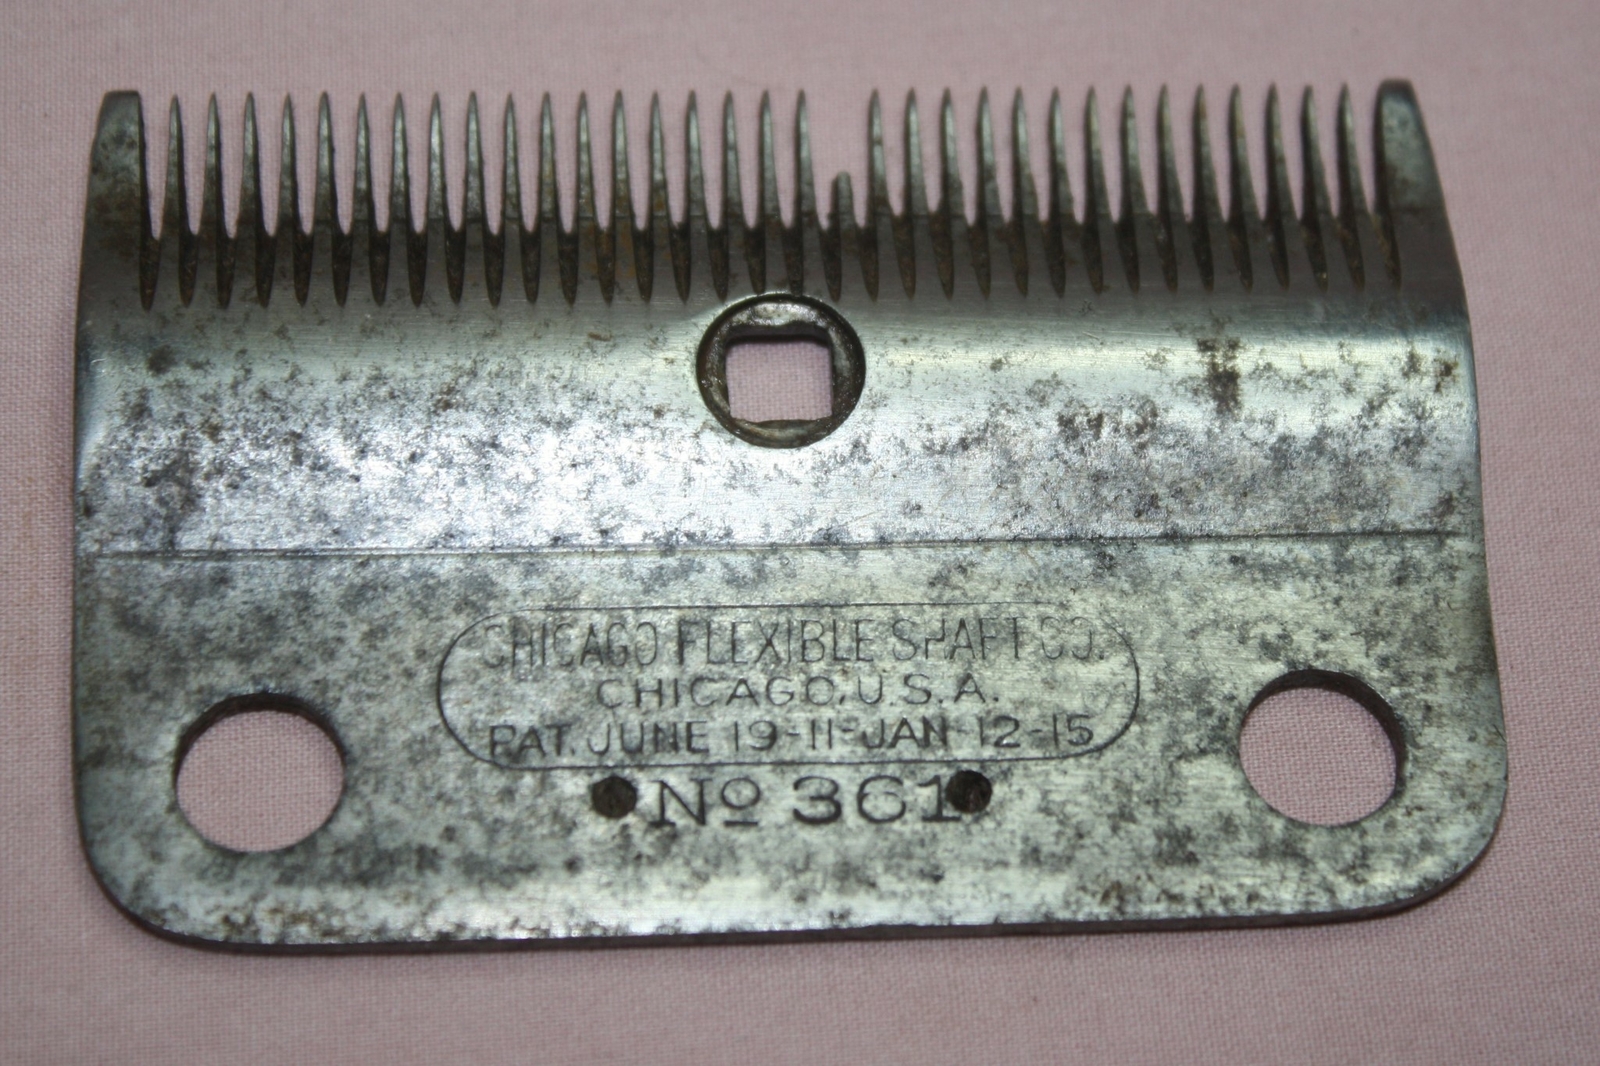 CHICAGO FLEXIBLE SHAFT CO.
CHICAGO, U.S.A.
PAT. JUNE 19-11-JAN-12-15
No 361